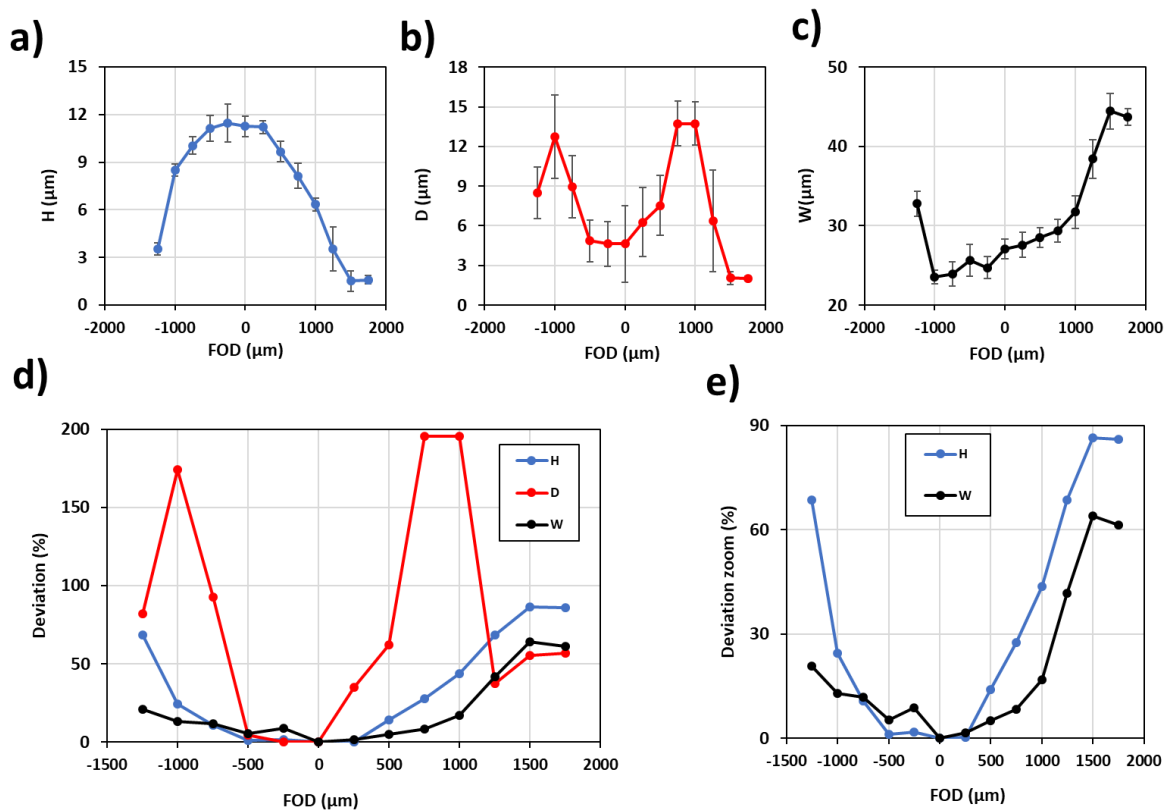 a)
15
12
9
6
3
0
H (µm)
-2000 -1000 0 1000 2000
FOD (µm)
b)
18
15
12
9
6
3
0
D (µm)
-2000 -1000 0 1000 2000
FOD (µm)
c)
50
40
30
20
W(µm)
-2000 -1000 0 1000 2000
FOD (µm)
d)
200
150
100
50
0
Deviation (%)
H
D
W
-1500 -1000 -500 0 500 1000 1500 2000
FOD (µm)
e)
90
60
30
0
Deviation zoom (%)
H
W
-1500 -1000 -500 0 500 1000 1500 2000
FOD (µm)